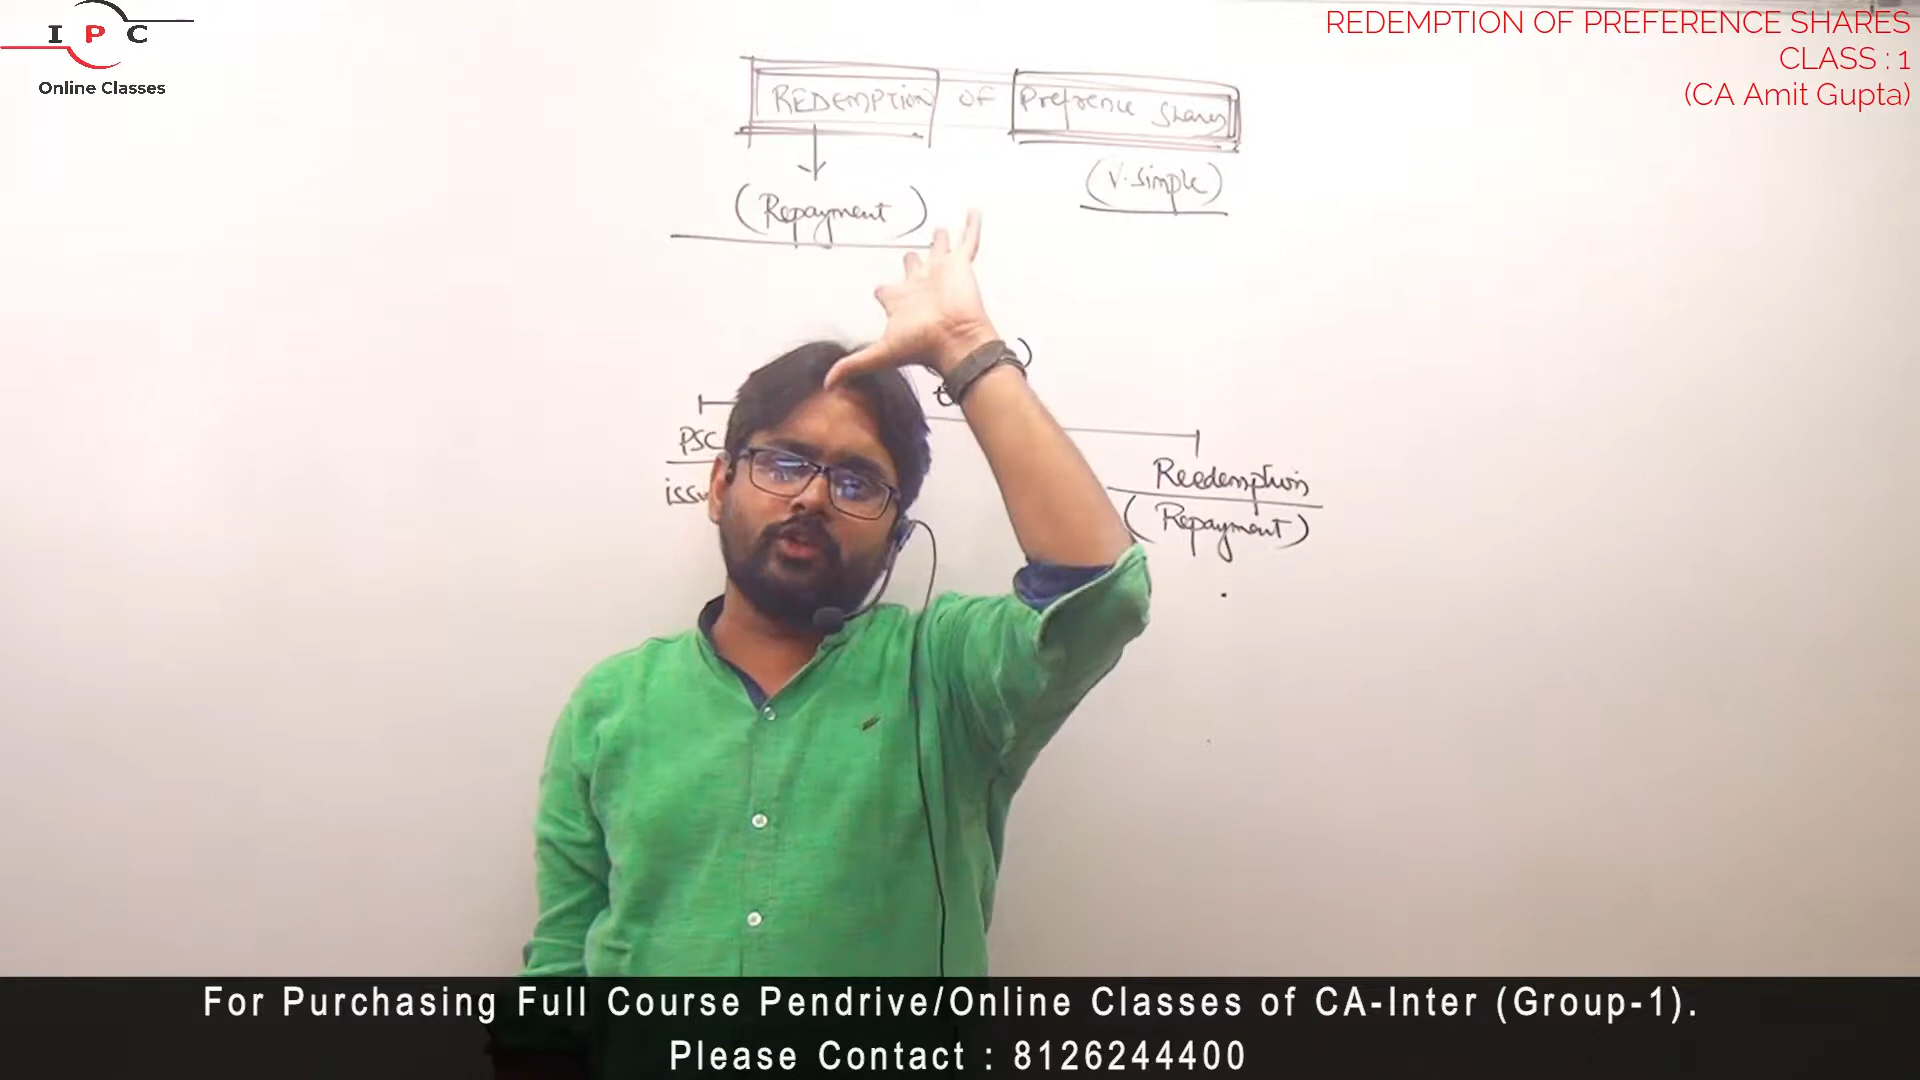 I P C
Online Classes
REDEMPTION OF PREFERENCE SHARES
CLASS : 1
(CA Amit Gupta)
REDEMPTION OF Prefrence Shares
(V. Simple)
(Repayment)
PSC
Reedemption
(Repayment)
For Purchasing Full Course Pendrive/Online Classes of CA-Inter (Group-1).
Please Contact : 8126244400